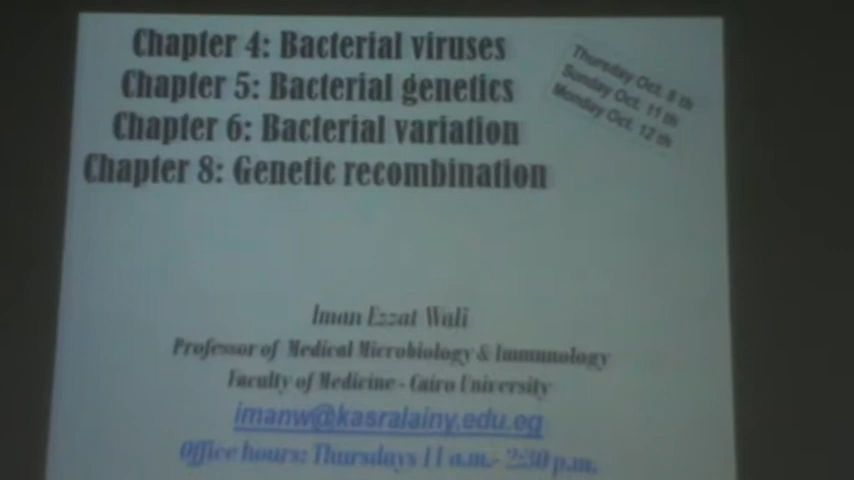 Chapter 4: Bacterial viruses
Chapter 5: Bacterial genetics
Chapter 6: Bacterial variation
Chapter 8: Genetic recombination
Thursday Oct. 8 th
Sunday Oct. 11 th
Monday Oct. 12 th
Iman Ezzat Wali
Professor of Medical Microbiology & Immunology
Faculty of Medicine - Cairo University
imanw@kasralainy.edu.eg
Office hours: Thursdays 11 a.m.- 2:30 p.m.